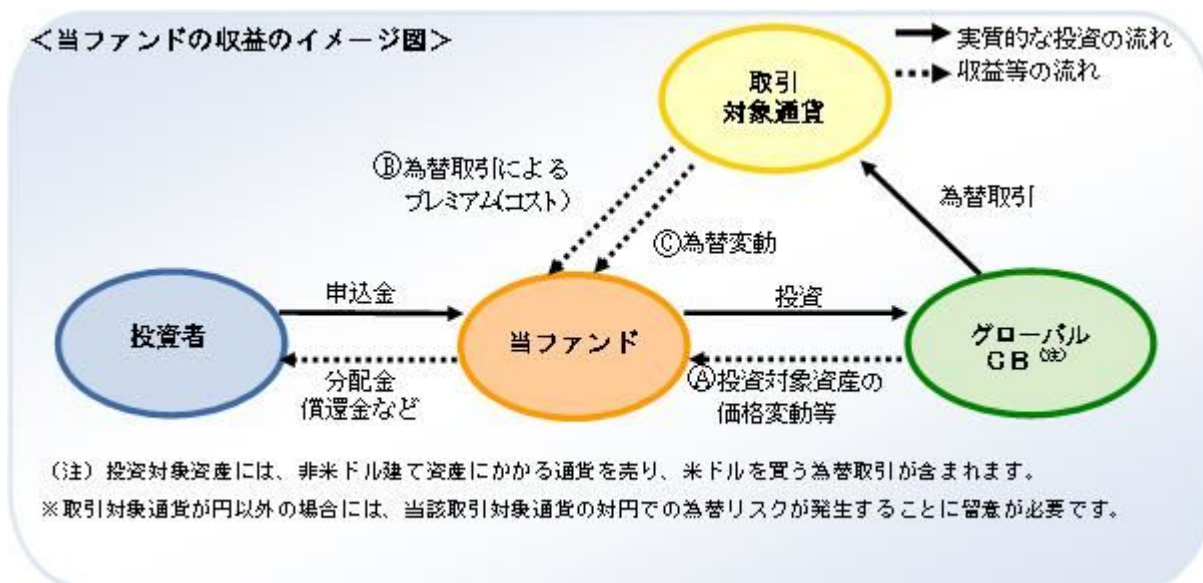 ＜当ファンドの収益のイメージ図＞
実質的な投資の流れ
収益等の流れ
取引
対象通貨
Ⓑ為替取引による
プレミアム(コスト)
為替取引
Ⓒ為替変動
申込金
投資
投資者
当ファンド
グローバル
ＣＢ(注)
分配金
償還金など
Ⓐ投資対象資産の
価格変動等
（注）投資対象資産には、非米ドル建て資産にかかる通貨を売り、米ドルを買う為替取引が含まれます。
※取引対象通貨が円以外の場合には、当該取引対象通貨の対円での為替リスクが発生することに留意が必要です。